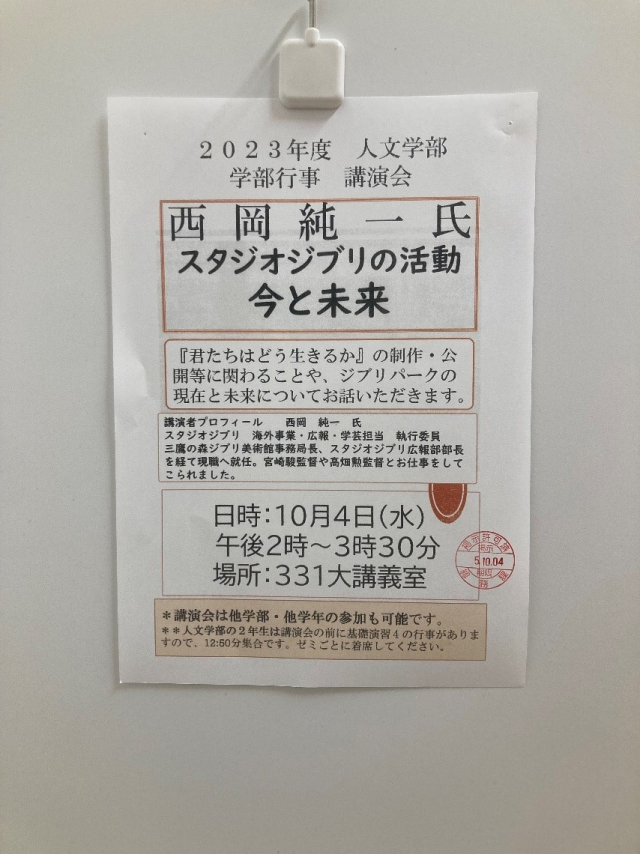 ２０２３年度　人文学部
学部行事　講演会
西岡純一氏
スタジオジブリの活動
今と未来
『君たちはどう生きるか』の制作・公
開等に関わることや、ジブリパークの
現在と未来についてお話いただきます。
講演者プロフィール　　西岡　純一　氏
スタジオジブリ　海外事業・広報・学芸担当　執行委員
三鷹の森ジブリ美術館事務局長、スタジオジブリ広報部部長
を経て現職へ就任。宮崎駿監督や高畑勲監督とお仕事をして
こられました。
日時：10月4日（水）
午後2時～3時30分
場所：331大講義室
5.10.04
＊講演会は他学部・他学年の参加も可能です。
＊＊人文学部の２年生は講演会の前に基礎演習４の行事がありま
すので、12:50分集合です。ゼミごとに着席してください。